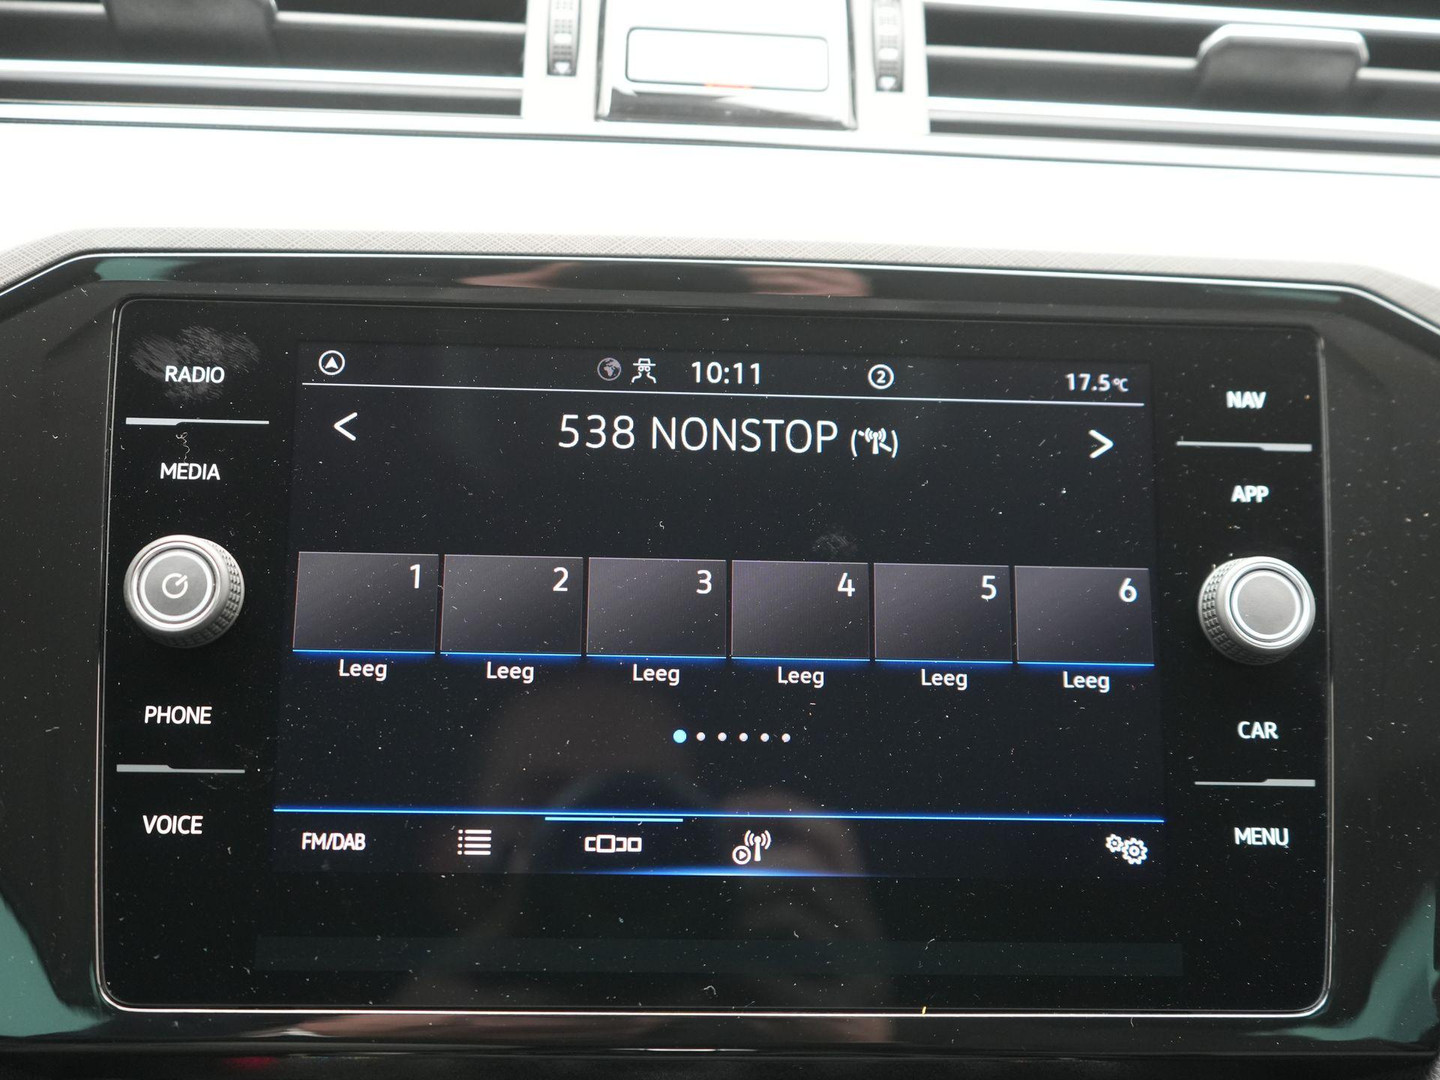 RADIO
MEDIA
PHONE
VOICE
10:11
2
17.5°C
538 NONSTOP
1
2
3
4
5
6
Leeg
Leeg
Leeg
Leeg
Leeg
Leeg
FM/DAB
NAV
APP
CAR
MENU